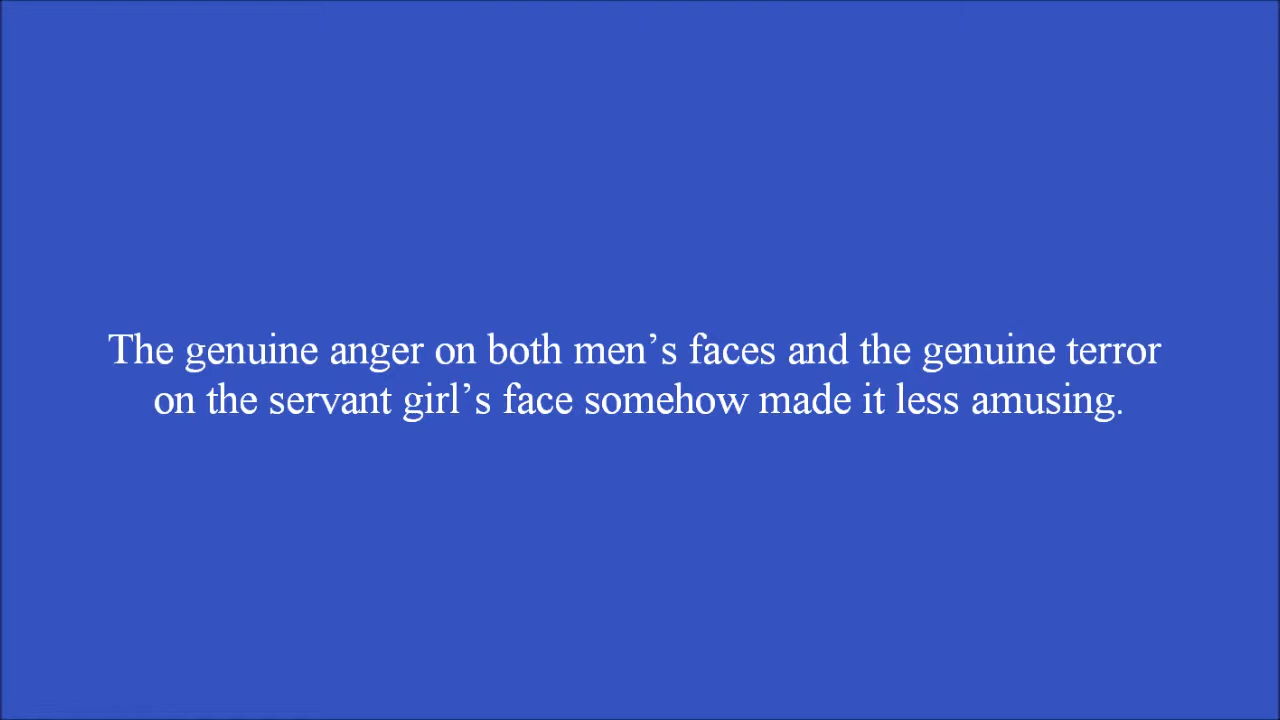 The genuine anger on both men’s faces and the genuine terror
on the servant girl’s face somehow made it less amusing.